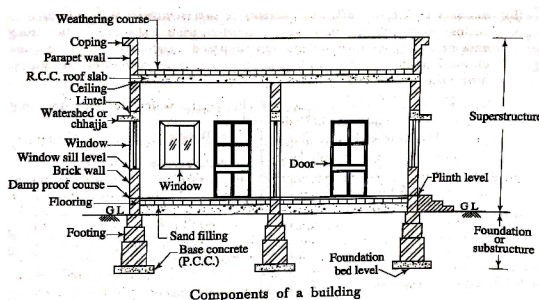 Weathering course
Coping
Parapet wall
R.C.C. roof slab
Ceiling
Lintel
Watershed or
chhajja
Window
Window sill level
Brick wall
Damp proof course
Flooring
G L
Footing
Window
Door
Sand filling
Base concrete
(P.C.C.)
Foundation
bed level
Superstructure
Plinth level
G L
Foundation
or
substructure
Components of a building